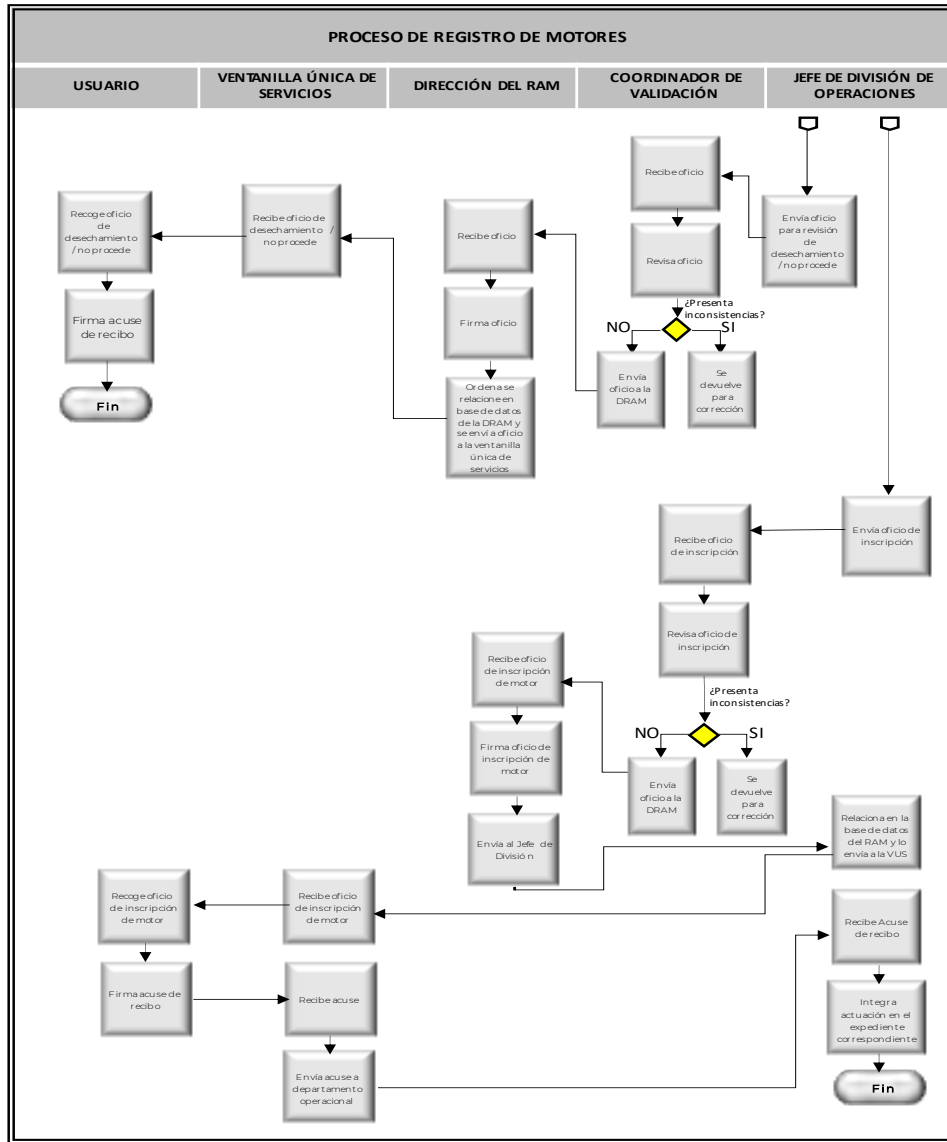 PROCESO DE REGISTRO DE MOTORES
USUARIO
VENTANILLA ÚNICA DE
SERVICIOS
DIRECCIÓN DEL RAM
COORDINADOR DE
VALIDACIÓN
JEFE DE DIVISIÓN DE
OPERACIONES
Envía oficio
para revisión
de
desechamiento
/ no procede
Recibe oficio
Revisa oficio
¿Presenta
inconsistencias?
NO
SI
Envía
oficio a la
DRAM
Se
devuelve
para
corrección
Recibe oficio
Firma oficio
Ordena se
relacione en
base de datos
de la DRAM y
se envía oficio
a la ventanilla
única de
servicios
Recibe oficio de
desechamiento /
no procede
Recoge oficio
de
desechamiento
/ no procede
Firma acuse
de recibo
Fin
Envía oficio de
inscripción
Recibe oficio
de inscripción
Revisa oficio de
inscripción
¿Presenta
inconsistencias?
NO
SI
Envía
oficio a la
DRAM
Se
devuelve
para
corrección
Recibe oficio
de inscripción
de motor
Firma oficio de
inscripción de
motor
Envía al Jefe de
División
Relaciona en la
base de datos
del RAM y lo
envía a la VUS
Recibe oficio
de inscripción
de motor
Recoge oficio
de inscripción
de motor
Firma acuse de
recibo
Recibe acuse
Envía acuse a
departamento
operacional
Recibe Acuse
de recibo
Integra
actuación en el
expediente
correspondiente
Fin